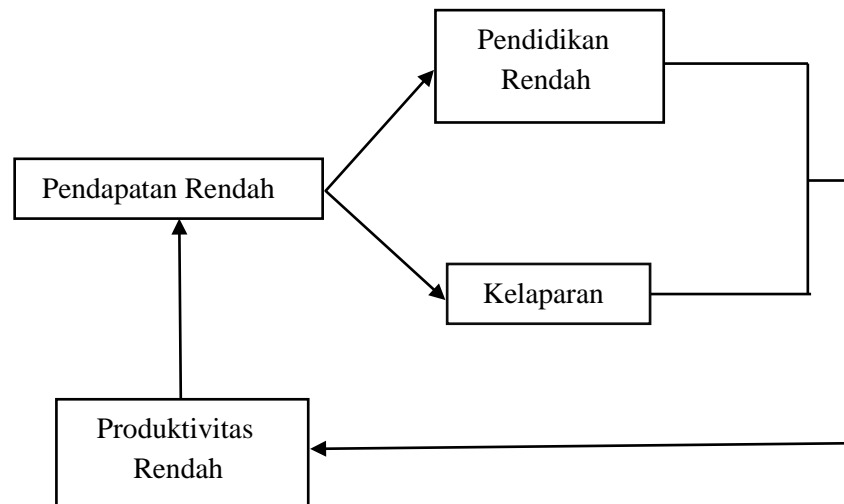 Pendidikan
Rendah
Pendapatan Rendah
Kelaparan
Produktivitas
Rendah